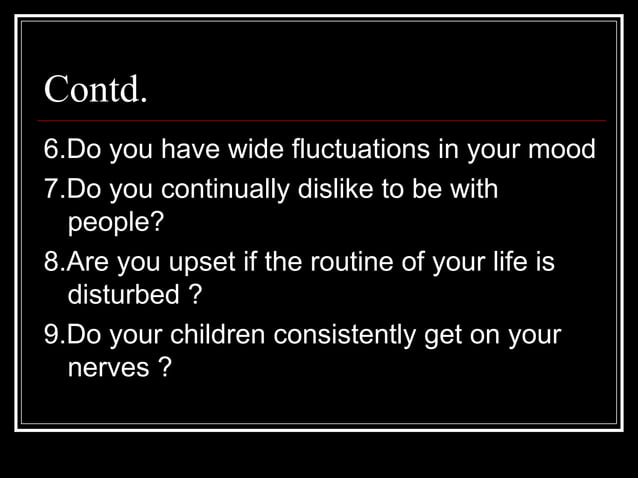 Contd.
6.Do you have wide fluctuations in your mood
7.Do you continually dislike to be with
people?
8.Are you upset if the routine of your life is
disturbed ?
9.Do your children consistently get on your
nerves ?